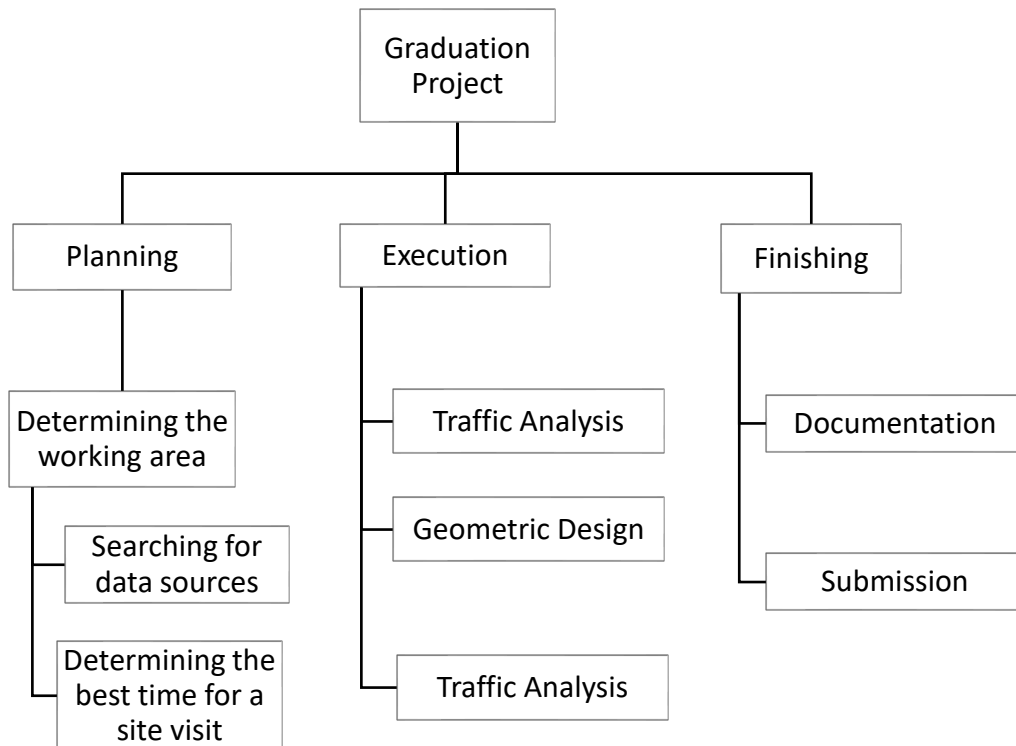 Graduation
Project
Planning
Execution
Finishing
Determining the
working area
Traffic Analysis
Documentation
Geometric Design
Searching for
data sources
Submission
Determining the
best time for a
site visit
Traffic Analysis